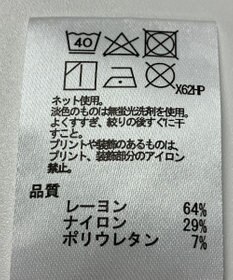 40
X62HP
ネット使用。
淡色のものは無蛍光洗剤を使用。
よくすすぎ、絞りの後すぐに干
すこと。
プリントや装飾のあるものは、
プリント、装飾部分のアイロン
禁止。
品質
レーヨン 64%
ナイロン 29%
ポリウレタン 7%